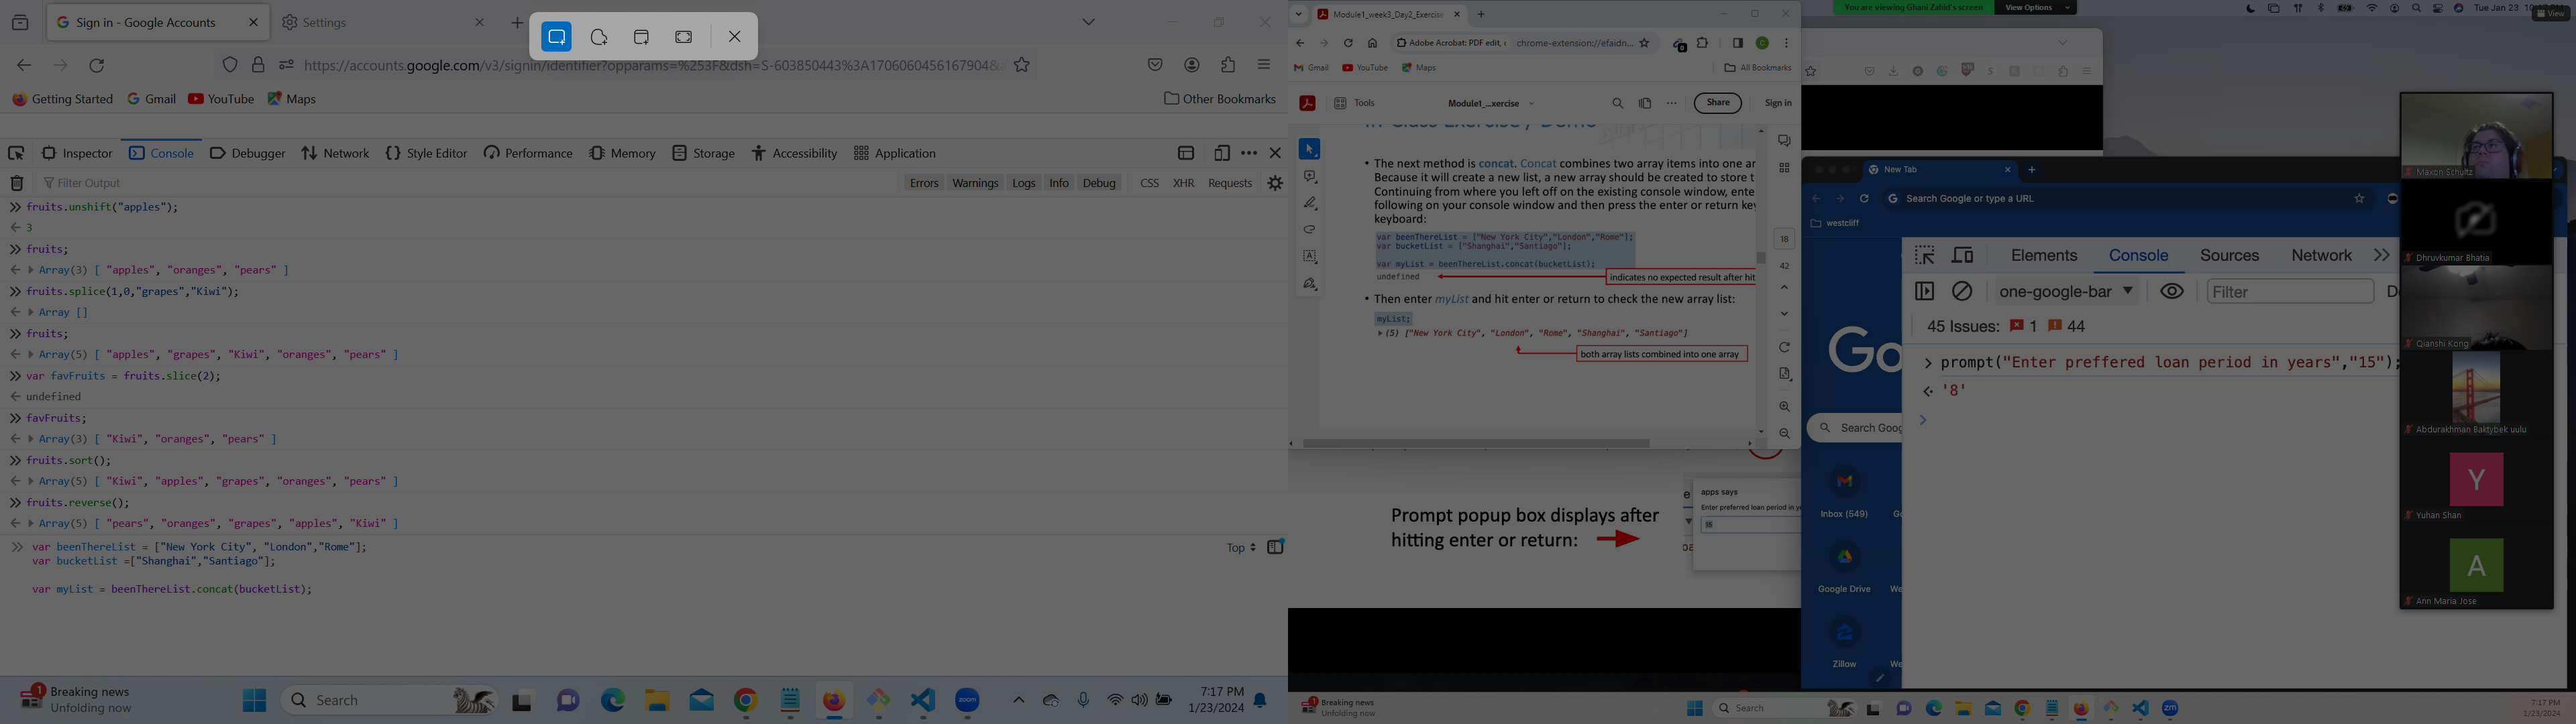 Sign in - Google Accounts
Settings
https://accounts.google.com/v3/signin/identifier?opparams=%253F&dsh=S-603850443%3A1706060456167904&
Getting Started
Gmail
YouTube
Maps
Other Bookmarks
Inspector
Console
Debugger
Network
Style Editor
Performance
Memory
Storage
Accessibility
Application
Filter Output
Errors
Warnings
Logs
Info
Debug
CSS
XHR
Requests
fruits.unshift("apples");
3
fruits;
Array(3) [ "apples", "oranges", "pears" ]
fruits.splice(1,0,"grapes","Kiwi");
Array []
fruits;
Array(5) [ "apples", "grapes", "Kiwi", "oranges", "pears" ]
var favFruits = fruits.slice(2);
undefined
favFruits;
Array(3) [ "Kiwi", "oranges", "pears" ]
fruits.sort();
Array(5) [ "Kiwi", "apples", "grapes", "oranges", "pears" ]
fruits.reverse();
Array(5) [ "pears", "oranges", "grapes", "apples", "Kiwi" ]
var beenThereList = ["New York City", "London","Rome"];
var bucketList =["Shanghai","Santiago"];
var myList = beenThereList.concat(bucketList);
Top
1
Breaking news
Unfolding now
Search
zoom
7:17 PM
1/23/2024
Module1_week3_Day2_Exercise
Adobe Acrobat: PDF edit, c
chrome-extension://efaidn...
8
C
Gmail
YouTube
Maps
All Bookmarks
Tools
Module1_...xercise
Share
Sign in
• The next method is concat. Concat combines two array items into one ar
Because it will create a new list, a new array should be created to store t
Continuing from where you left off on the existing console window, ente
following on your console window and then press the enter or return key
keyboard:
var beenThereList = ["New York City","London","Rome"];
var bucketList = ["Shanghai","Santiago"];
var myList = beenThereList.concat(bucketList);
undefined
indicates no expected result after hit
• Then enter myList and hit enter or return to check the new array list:
myList;
(5) ["New York City", "London", "Rome", "Shanghai", "Santiago"]
both array lists combined into one array
18
42
Prompt popup box displays after
hitting enter or return:
apps says
Enter preferred loan period in ye
15
Breaking news
Unfolding now
Search
zm
7:17 PM
1/23/2024
You are viewing Ghani Zahid's screen
View Options
Tue Jan 23
View
New Tab
Search Google or type a URL
westcliff
Go
Search Goog
Inbox (549)
Google Drive
Zillow
Elements
Console
Sources
Network
one-google-bar
Filter
45 Issues:
1
44
prompt("Enter preffered loan period in years","15");
'8'
Maxon Schultz
Dhruvkumar Bhatia
Qianshi Kong
Abdurakhman Baktybek uulu
Y
Yuhan Shan
A
Ann Maria Jose